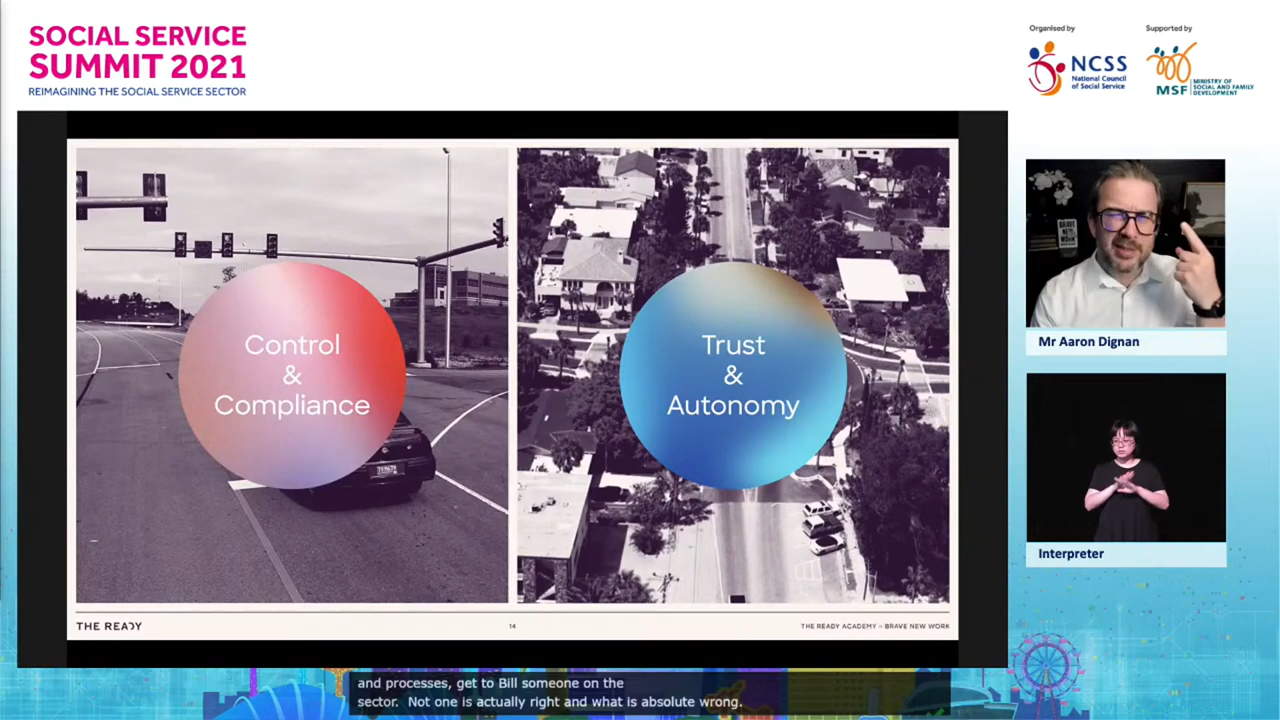 SOCIAL SERVICE
SUMMIT 2021
REIMAGINING THE SOCIAL SERVICE SECTOR
Organised by
NCSS
National Council
of Social Service
Supported by
MSF
MINISTRY OF
SOCIAL AND FAMILY
DEVELOPMENT
Control
&
Compliance
Trust
&
Autonomy
THE READY
14
THE READY ACADEMY – BRAVE NEW WORK
BRAVE
NEW
WORK
Mr Aaron Dignan
Interpreter
and processes, get to Bill someone on the
sector. Not one is actually right and what is absolute wrong.